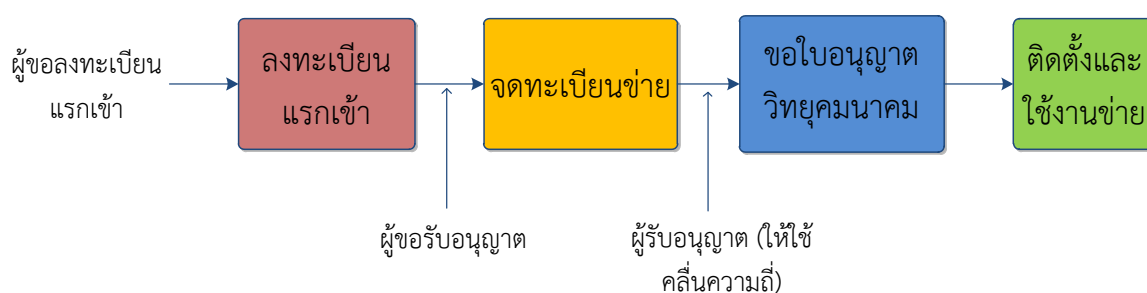 ผู้ขอลงทะเบียน
แรกเข้า
ลงทะเบียน
แรกเข้า
จดทะเบียนข่าย
ขอใบอนุญาต
วิทยุคมนาคม
ติดตั้งและ
ใช้งานข่าย
ผู้ขอรับอนุญาต
ผู้รับอนุญาต (ให้ใช้
คลื่นความถี่)